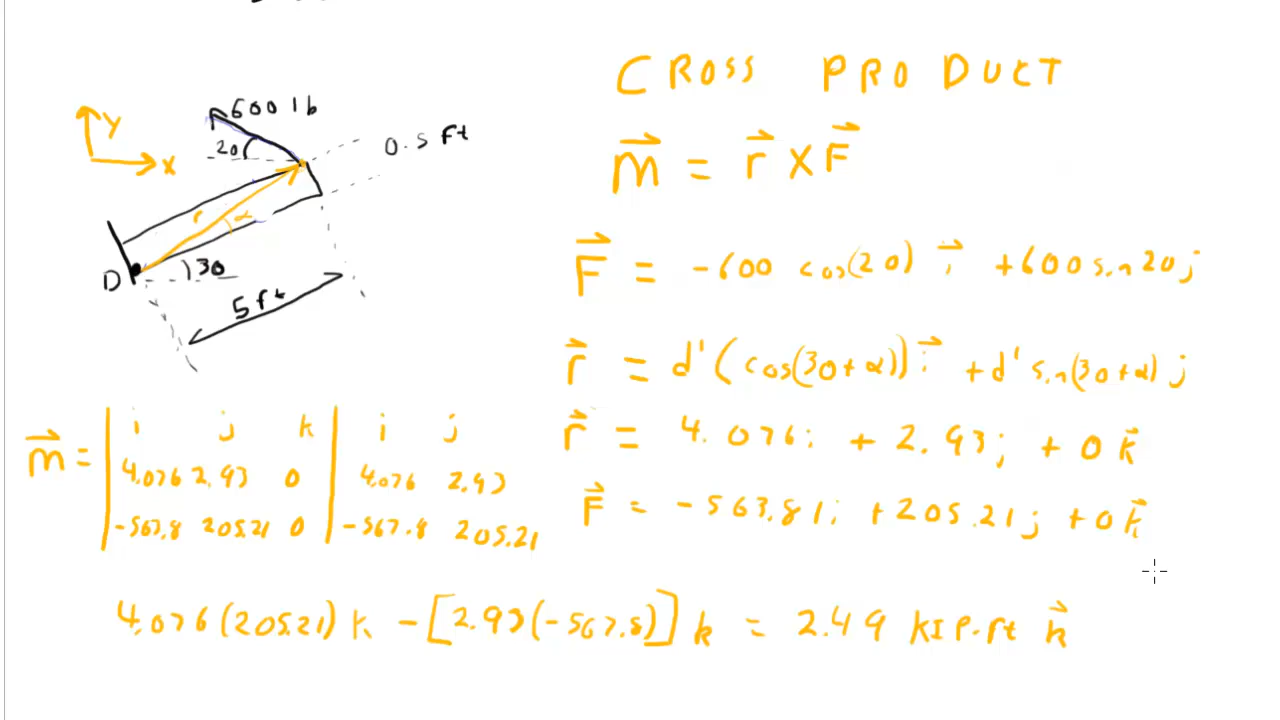 CROSS PRODUCT
600 lb
20
0.5 ft
Y
X
r
α
D
30
5 ft
m = r X F
F = -600 cos(20) i + 600 sin 20 j
r = d' (cos(30+α)) i + d' sin(30+α) j
r = 4.076 i + 2.93 j + 0 k
F = -563.81 i + 205.21 j + 0 k
m = | i j k | i j
4.076 2.93 0 | 4.076 2.93
-563.8 205.21 0 | -567.8 205.21
4.076(205.21) k - [2.93(-567.8)] k = 2.49 KIP.ft k